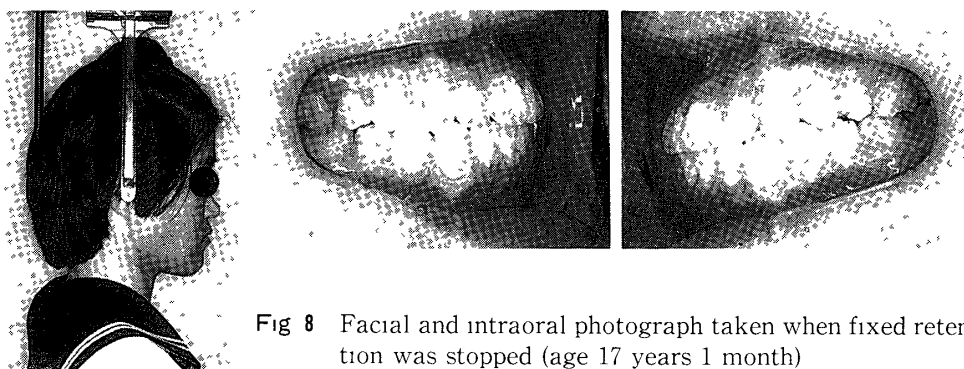 Fig 8 Facial and intraoral photograph taken when fixed reten-
tion was stopped (age 17 years 1 month)